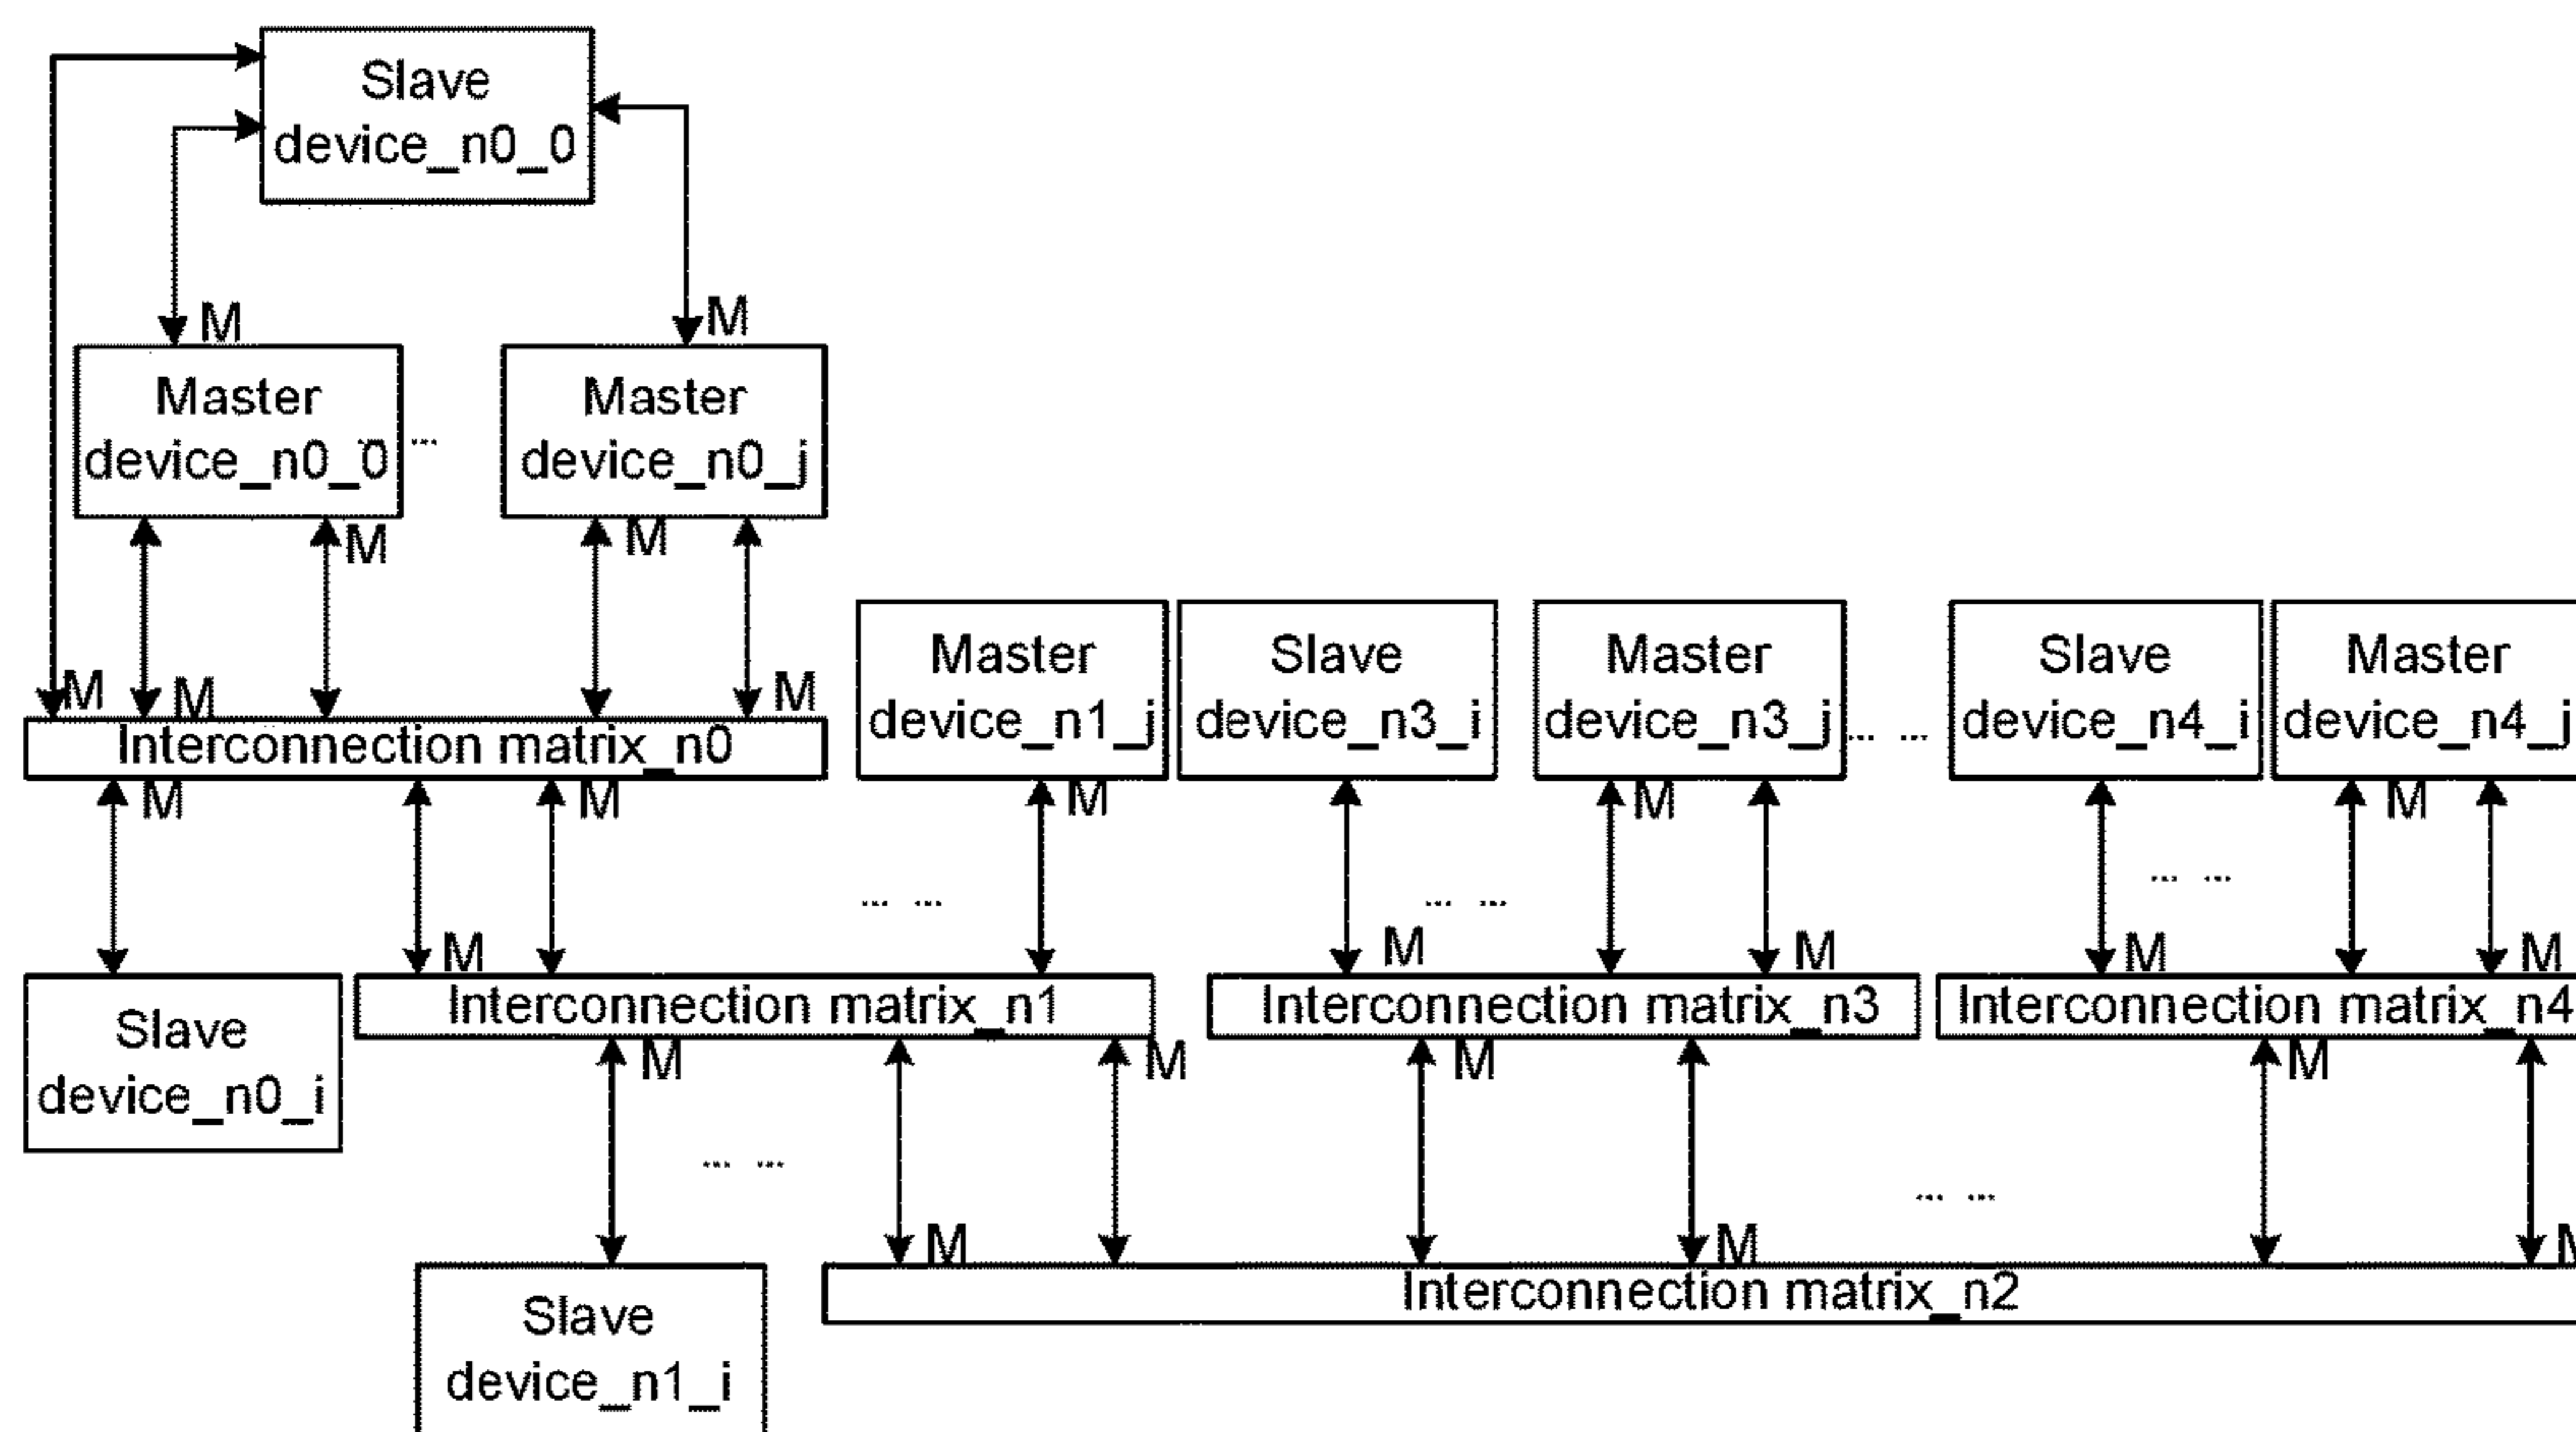 Slave
device_n0_0
M
M
Master
device_n0_0
...
Master
device_n0_j
M
M
M
M
M
Master
device_n1_j
Slave
device_n3_i
Master
device_n3_j
... ...
Slave
device_n4_i
Master
device_n4_j
Interconnection matrix_n0
M
M
M
M
M
... ...
... ...
... ...
M
M
M
M
M
Slave
device_n0_i
Interconnection matrix_n1
Interconnection matrix_n3
Interconnection matrix_n4
M
M
M
M
... ...
... ...
M
M
M
Interconnection matrix_n2
Slave
device_n1_i